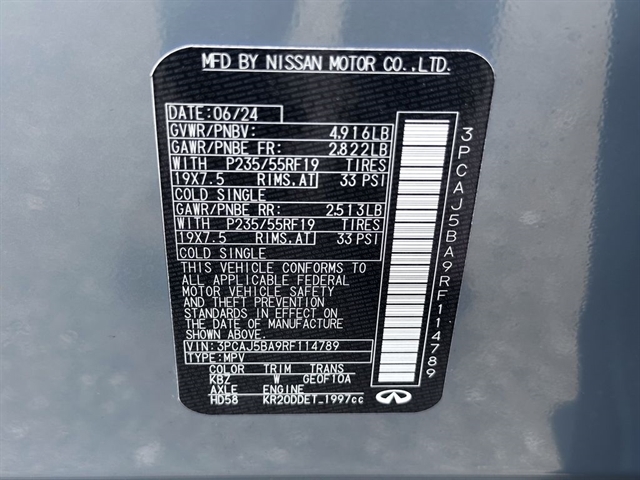 MFD BY NISSAN MOTOR CO.,LTD.
DATE: 06/24
GVWR/PNBV: 4,916LB
GAWR/PNBE FR: 2,822LB
WITH P235/55RF19 TIRES
19X7.5 RIMS,AT 33 PSI
COLD SINGLE
GAWR/PNBE RR: 2,513LB
WITH P235/55RF19 TIRES
19X7.5 RIMS,AT 33 PSI
COLD SINGLE
THIS VEHICLE CONFORMS TO
ALL APPLICABLE FEDERAL
MOTOR VEHICLE SAFETY
AND THEFT PREVENTION
STANDARDS IN EFFECT ON
THE DATE OF MANUFACTURE
SHOWN ABOVE.
VIN: 3PCAJ5BA9RF114789
TYPE: MPV
COLOR TRIM TRANS
KBZ W GE0F10A
AXLE ENGINE
HD58 KR20DDET_1997cc
3PCAJ5BA9RF114789